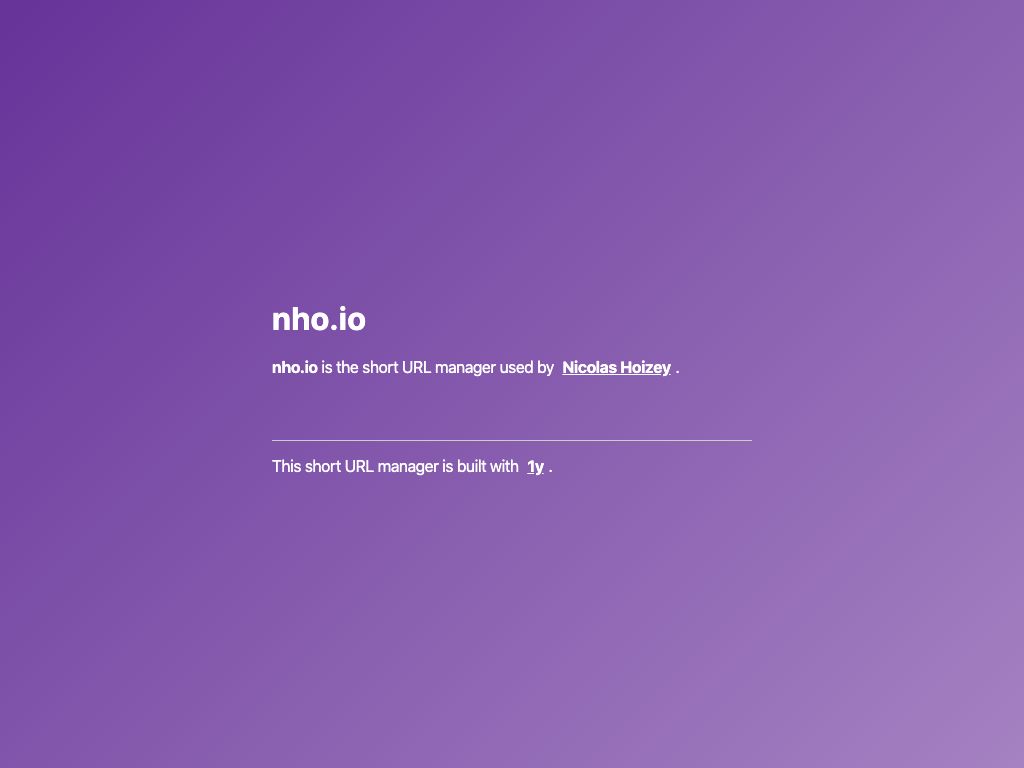 nho.io
nho.io is the short URL manager used by Nicolas Hoizey .
This short URL manager is built with 1y .